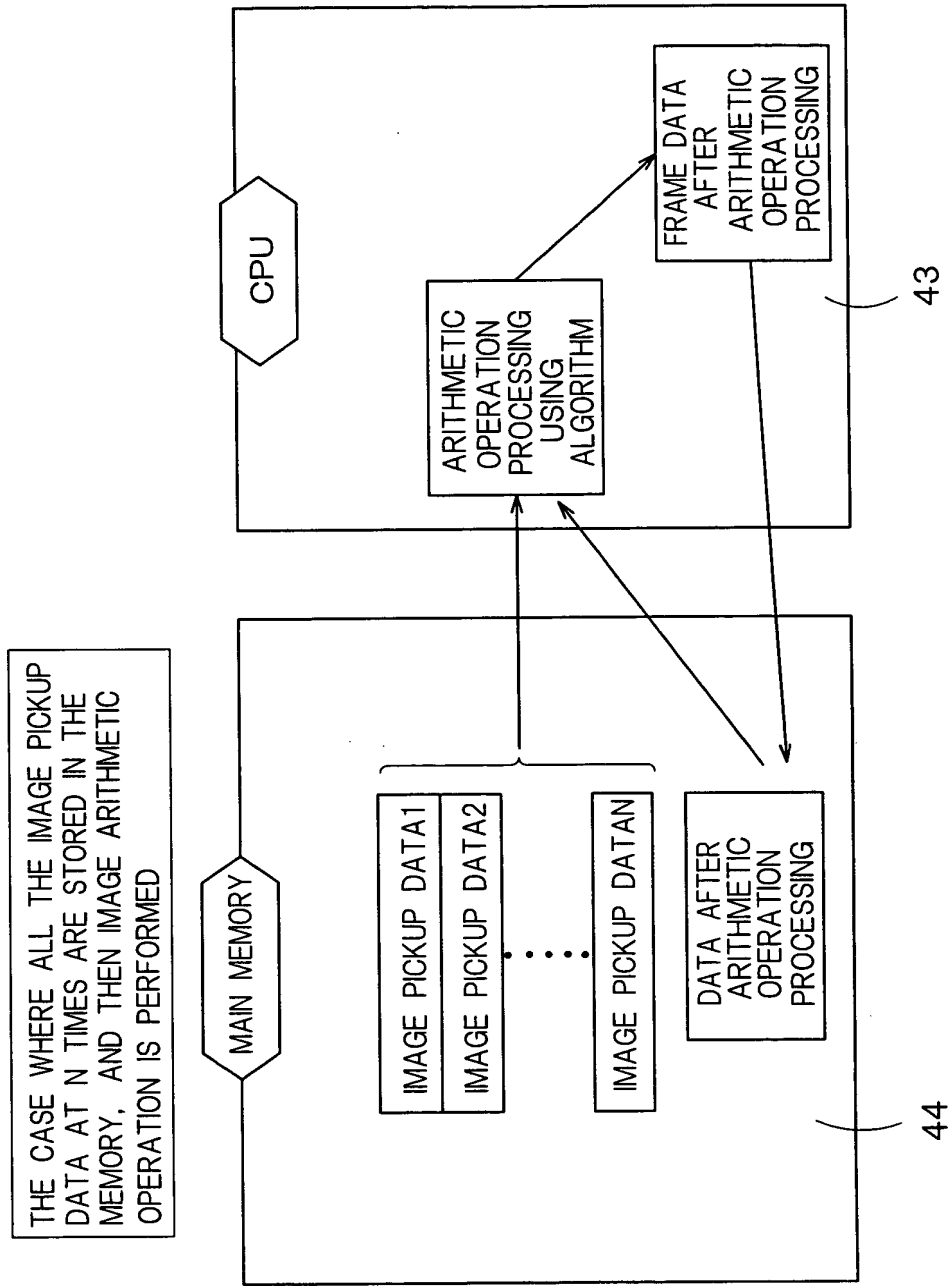 THE CASE WHERE ALL THE IMAGE PICKUP
DATA AT N TIMES ARE STORED IN THE
MEMORY, AND THEN IMAGE ARITHMETIC
OPERATION IS PERFORMED
MAIN MEMORY
IMAGE PICKUP DATA1
IMAGE PICKUP DATA2
IMAGE PICKUP DATAN
DATA AFTER
ARITHMETIC
OPERATION
PROCESSING
44
CPU
ARITHMETIC
OPERATION
PROCESSING
USING
ALGORITHM
FRAME DATA
AFTER
ARITHMETIC
OPERATION
PROCESSING
43